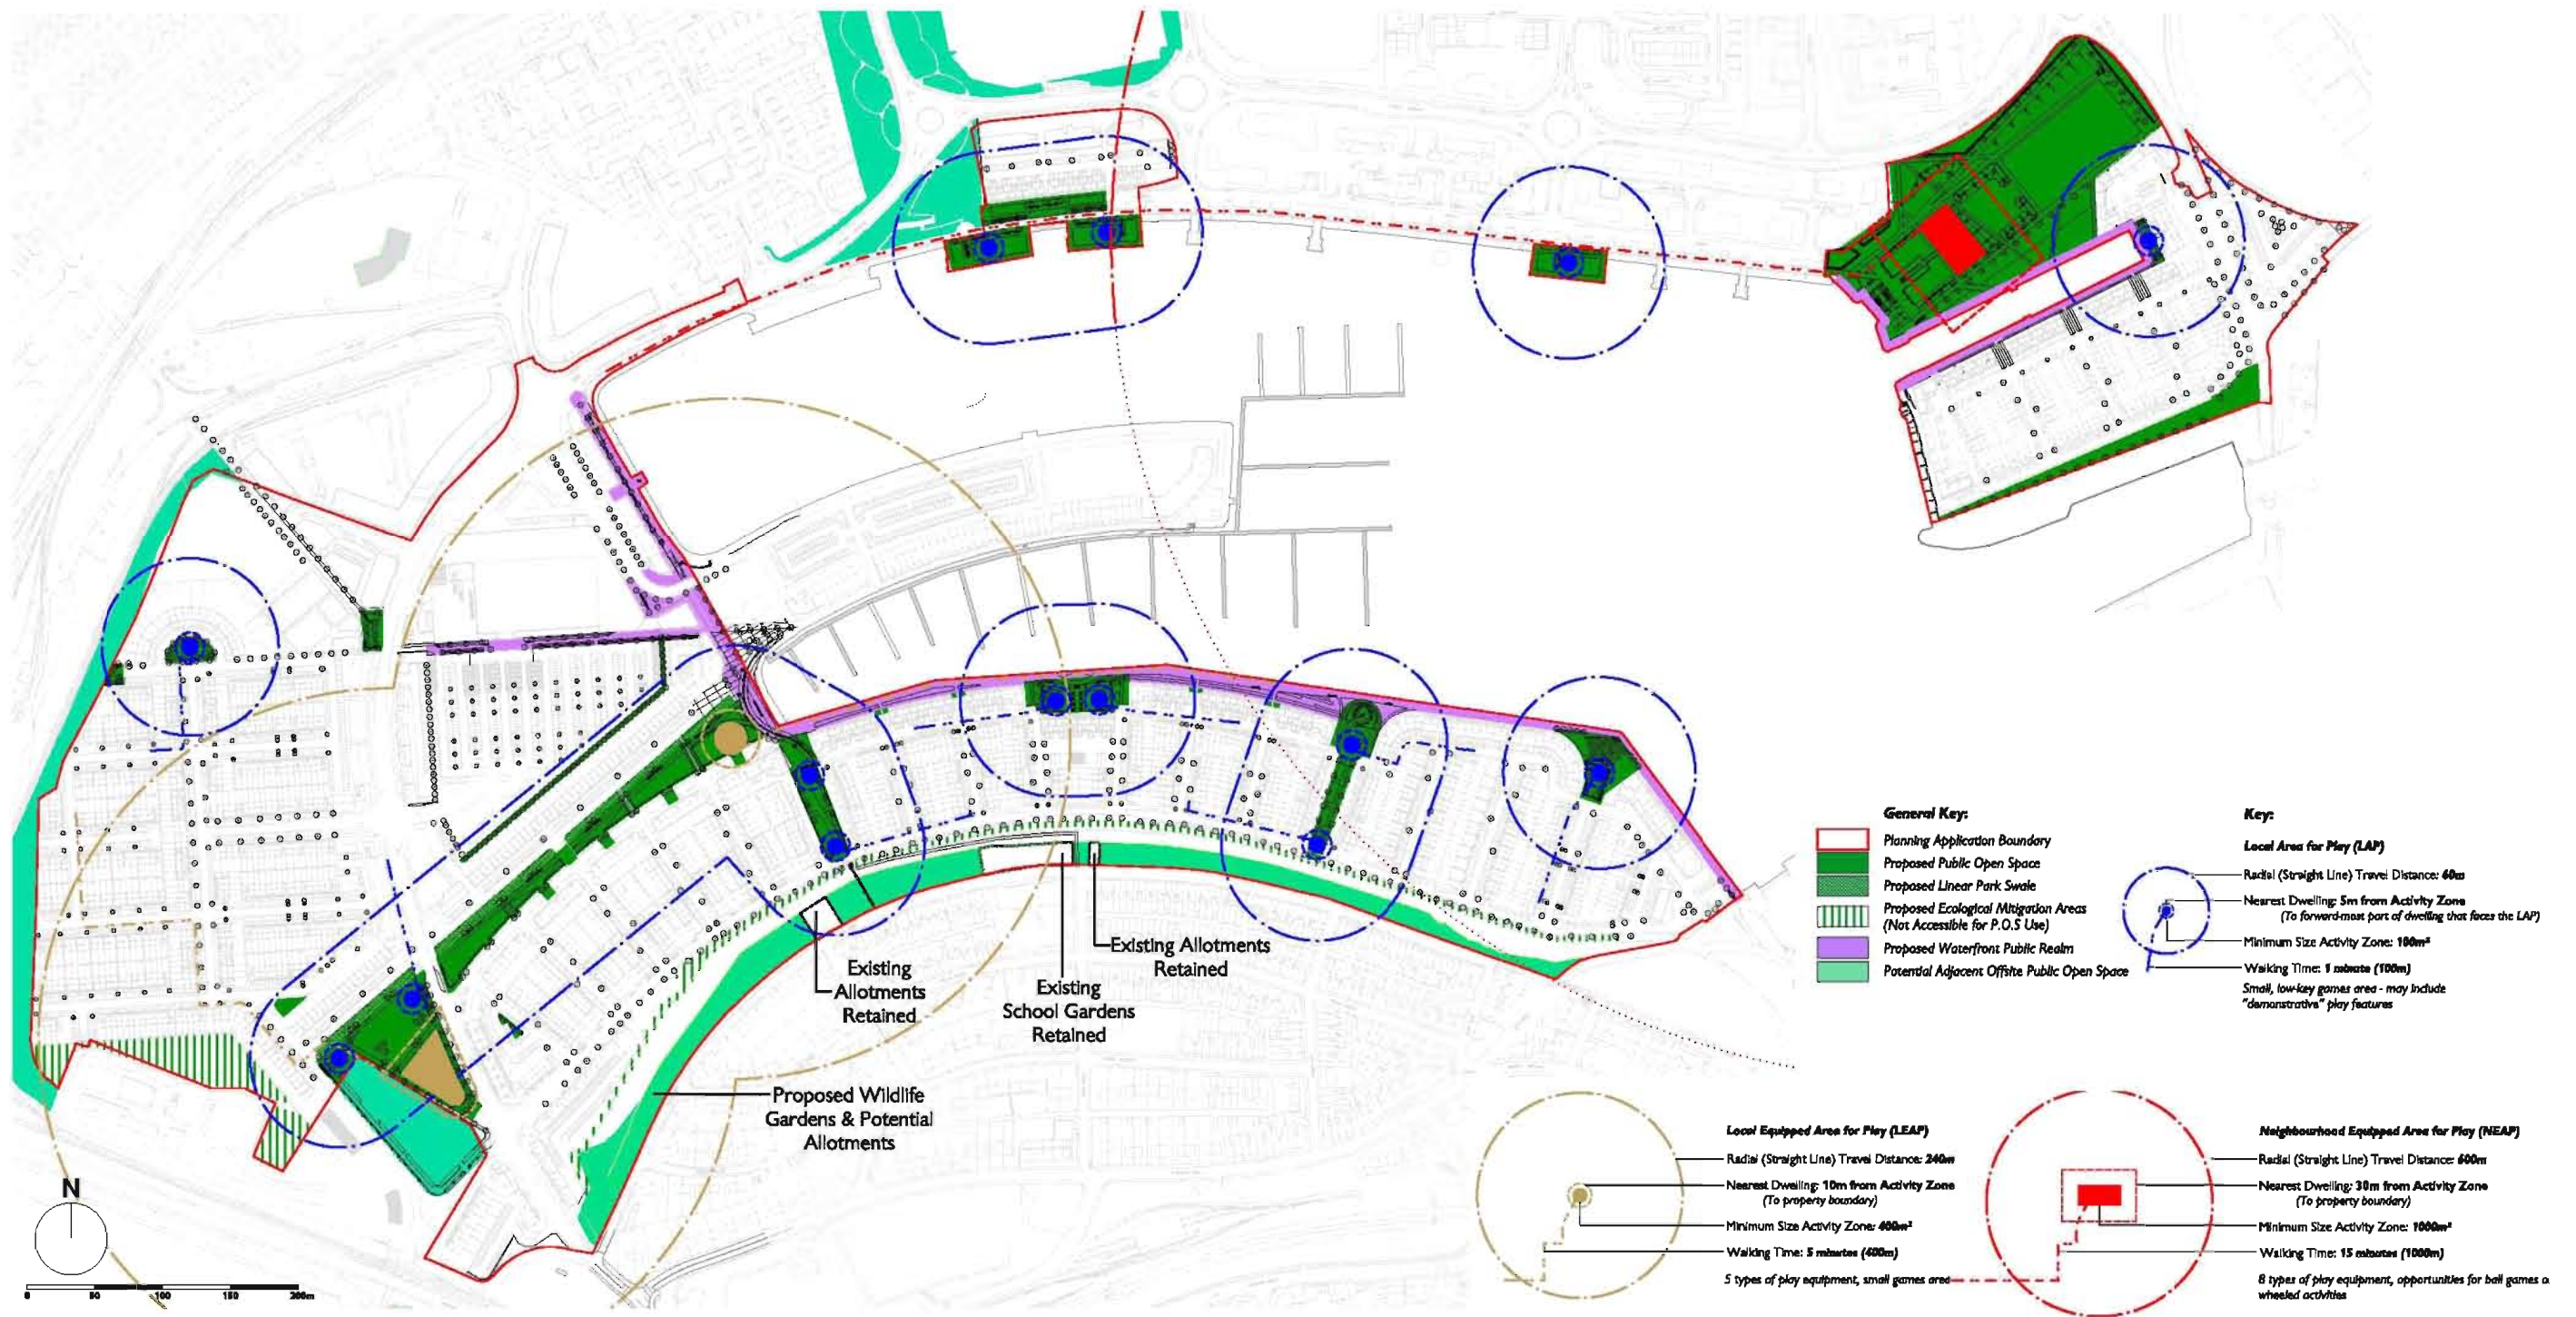 Existing
Allotments
Retained
Existing
School Gardens
Retained
Existing Allotments
Retained
Proposed Wildlife
Gardens & Potential
Allotments
N
0 50 100 150 200m
General Key:
Planning Application Boundary
Proposed Public Open Space
Proposed Linear Park Swale
Proposed Ecological Mitigation Areas
(Not Accessible for P.O.S Use)
Proposed Waterfront Public Realm
Potential Adjacent Offsite Public Open Space
Key:
Local Area for Play (LAP)
Radial (Straight Line) Travel Distance: 60m
Nearest Dwelling: 5m from Activity Zone
(To forward-most part of dwelling that faces the LAP)
Minimum Size Activity Zone: 100m²
Walking Time: 1 minute (100m)
Small, low-key games area - may include
"demonstrative" play features
Local Equipped Area for Play (LEAP)
Radial (Straight Line) Travel Distance: 240m
Nearest Dwelling: 10m from Activity Zone
(To property boundary)
Minimum Size Activity Zone: 400m²
Walking Time: 5 minutes (400m)
5 types of play equipment, small games area
Neighbourhood Equipped Area for Play (NEAP)
Radial (Straight Line) Travel Distance: 600m
Nearest Dwelling: 30m from Activity Zone
(To property boundary)
Minimum Size Activity Zone: 1000m²
Walking Time: 15 minutes (1000m)
8 types of play equipment, opportunities for ball games o
wheeled activities